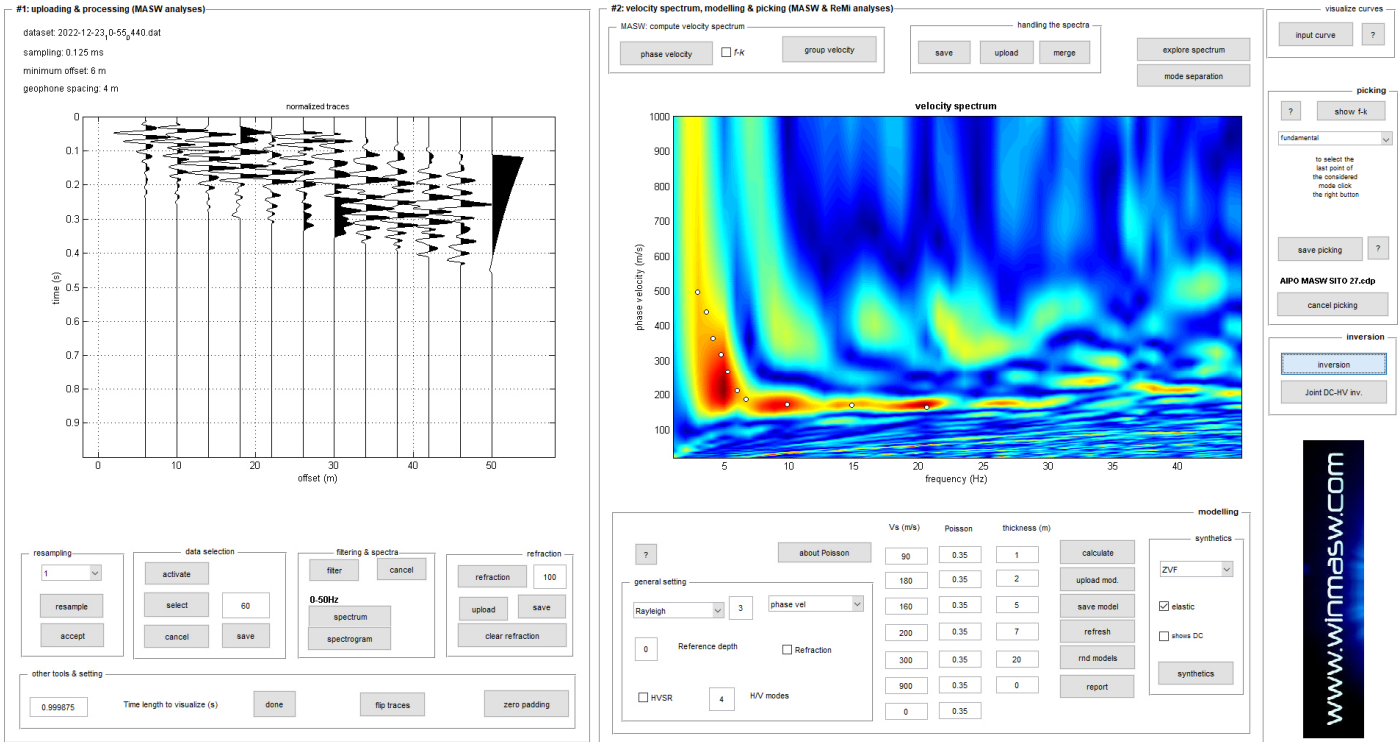 #1: uploading & processing (MASW analyses)
dataset: 2022-12-23,0-55,440.dat
sampling: 0.125 ms
minimum offset: 6 m
geophone spacing: 4 m
normalized traces
0
0.1
0.2
0.3
0.4
0.5
0.6
0.7
0.8
0.9
time (s)
0 10 20 30 40 50
offset (m)
resampling
1
resample
accept
data selection
activate
select 60
cancel save
filtering & spectra
filter cancel
0-50Hz
spectrum
spectrogram
refraction
refraction 100
upload save
clear refraction
other tools & setting
0.999875 Time length to visualize (s) done flip traces zero padding
#2: velocity spectrum, modelling & picking (MASW & ReMi analyses)
MASW: compute velocity spectrum
phase velocity f-k group velocity
handling the spectra
save upload merge
explore spectrum
mode separation
velocity spectrum
1000
900
800
700
600
500
400
300
200
100
phase velocity (m/s)
5 10 15 20 25 30 35 40
frequency (Hz)
modelling
? about Poisson
general setting
Rayleigh 3 phase vel
0 Reference depth Refraction
HVSR 4 H/V modes
Vs (m/s) Poisson thickness (m)
90 0.35 1
180 0.35 2
160 0.35 5
200 0.35 7
300 0.35 20
900 0.35 0
0 0.35
calculate
upload mod.
save model
refresh
rnd models
report
synthetics
ZVF
elastic
shows DC
synthetics
visualize curves
input curve ?
picking
? show f-k
fundamental
to select the
last point of
the considered
mode click
the right button
save picking ?
AIPO MASW SITO 27.cdp
cancel picking
inversion
inversion
Joint DC-HV inv.
www.winmasw.com